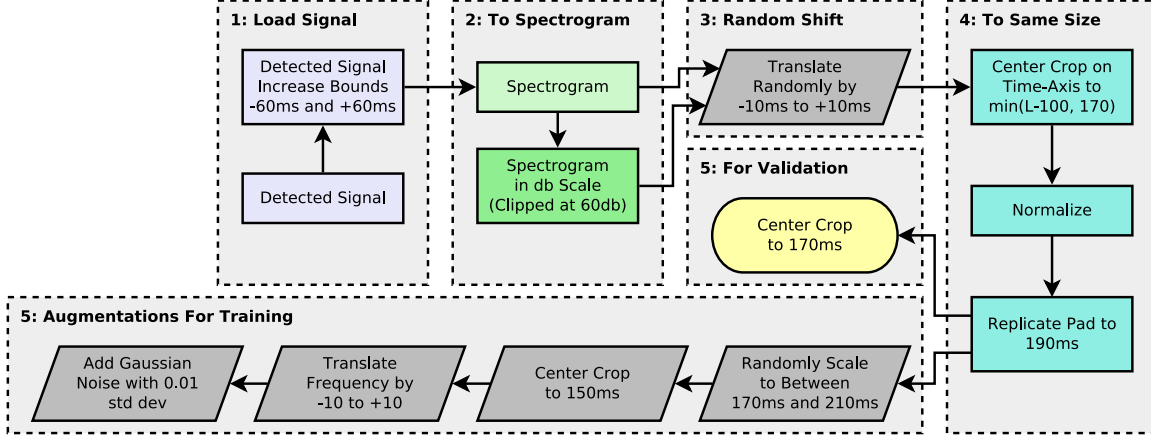 1: Load Signal
Detected Signal
Increase Bounds
-60ms and +60ms
Detected Signal
2: To Spectrogram
Spectrogram
Spectrogram
in db Scale
(Clipped at 60db)
3: Random Shift
Translate
Randomly by
-10ms to +10ms
4: To Same Size
Center Crop on
Time-Axis to
min(L-100, 170)
Normalize
Replicate Pad to
190ms
5: For Validation
Center Crop
to 170ms
5: Augmentations For Training
Add Gaussian
Noise with 0.01
std dev
Translate
Frequency by
-10 to +10
Center Crop
to 150ms
Randomly Scale
to Between
170ms and 210ms